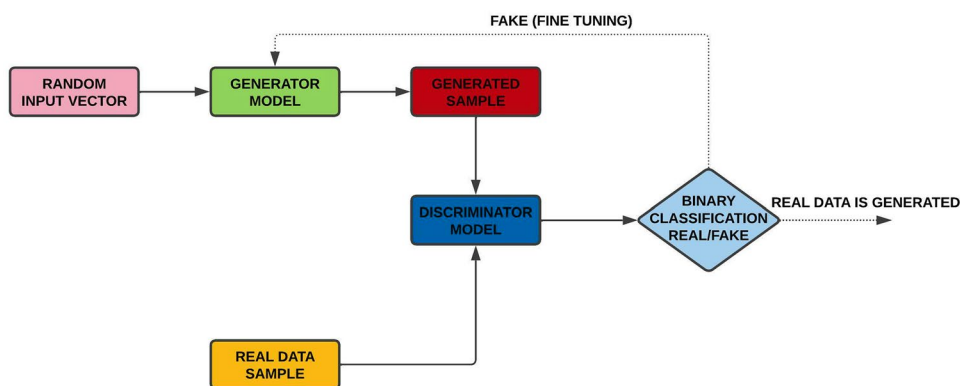 FAKE (FINE TUNING)
RANDOM
INPUT VECTOR
GENERATOR
MODEL
GENERATED
SAMPLE
DISCRIMINATOR
MODEL
BINARY
CLASSIFICATION
REAL/FAKE
REAL DATA IS GENERATED
REAL DATA
SAMPLE